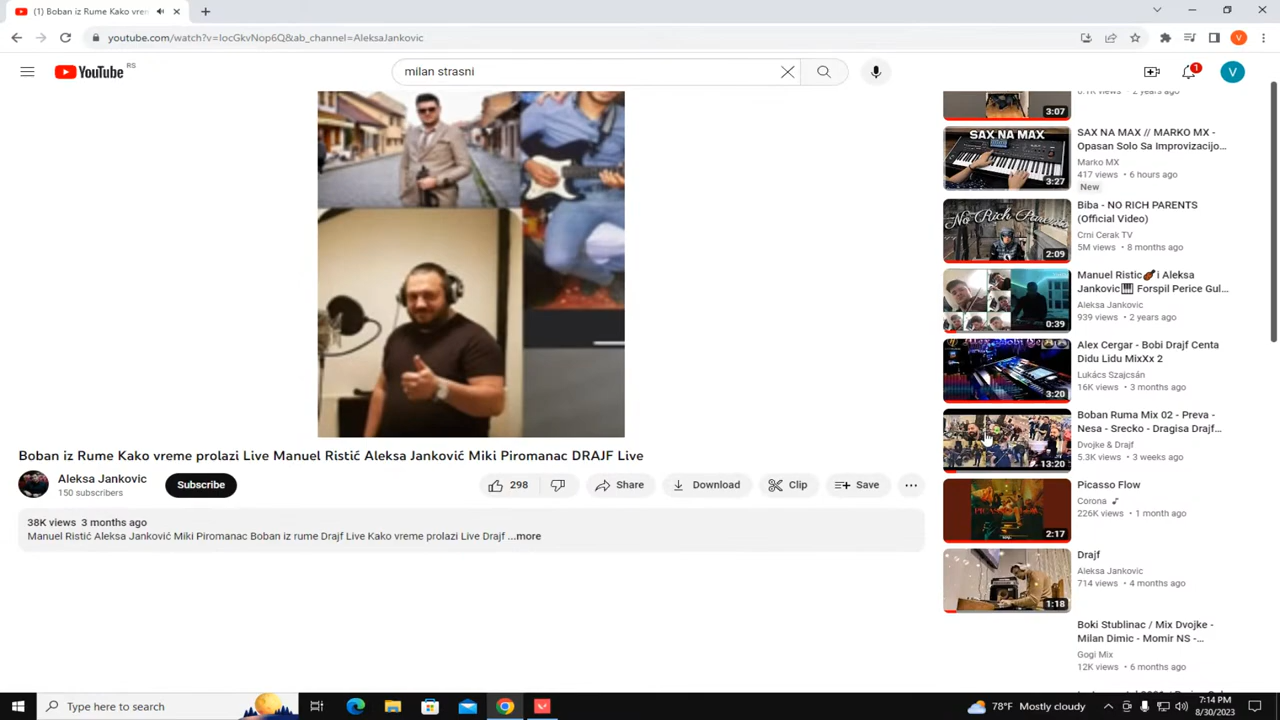 (1) Boban iz Rume Kako vren
youtube.com/watch?v=IocGkvNop6Q&ab_channel=AleksaJankovic
YouTube RS
milan strasni
1
V
V
Boban iz Rume Kako vreme prolazi Live Manuel Ristić Aleksa Janković Miki Piromanac DRAJF Live
Aleksa Jankovic
150 subscribers
Subscribe
298
Share
Download
Clip
Save
38K views 3 months ago
Manuel Ristić Aleksa Janković Miki Piromanac Boban iz rume Drajf Live Kako vreme prolazi Live Drajf ...more
3:07
SAX NA MAX
3:27
SAX NA MAX // MARKO MX -
Opasan Solo Sa Improvizacijo...
Marko MX
417 views • 6 hours ago
New
No Rich Parents
2:09
Biba - NO RICH PARENTS
(Official Video)
Crni Cerak TV
5M views • 8 months ago
0:39
Manuel Ristic🎻i Aleksa
Jankovic🎹 Forspil Perice Gul...
Aleksa Jankovic
939 views • 2 years ago
3:20
Alex Cergar - Bobi Drajf Centa
Didu Lidu MixXx 2
Lukács Szajcsán
16K views • 3 months ago
13:20
Boban Ruma Mix 02 - Preva -
Nesa - Srecko - Dragisa Drajf...
Dvojke & Drajf
5.3K views • 3 weeks ago
2:17
Picasso Flow
Corona ♪
226K views • 1 month ago
1:18
Drajf
Aleksa Jankovic
714 views • 4 months ago
Boki Stublinac / Mix Dvojke -
Milan Dimic - Momir NS -...
Gogi Mix
12K views • 6 months ago
Type here to search
78°F Mostly cloudy
7:14 PM
8/30/2023